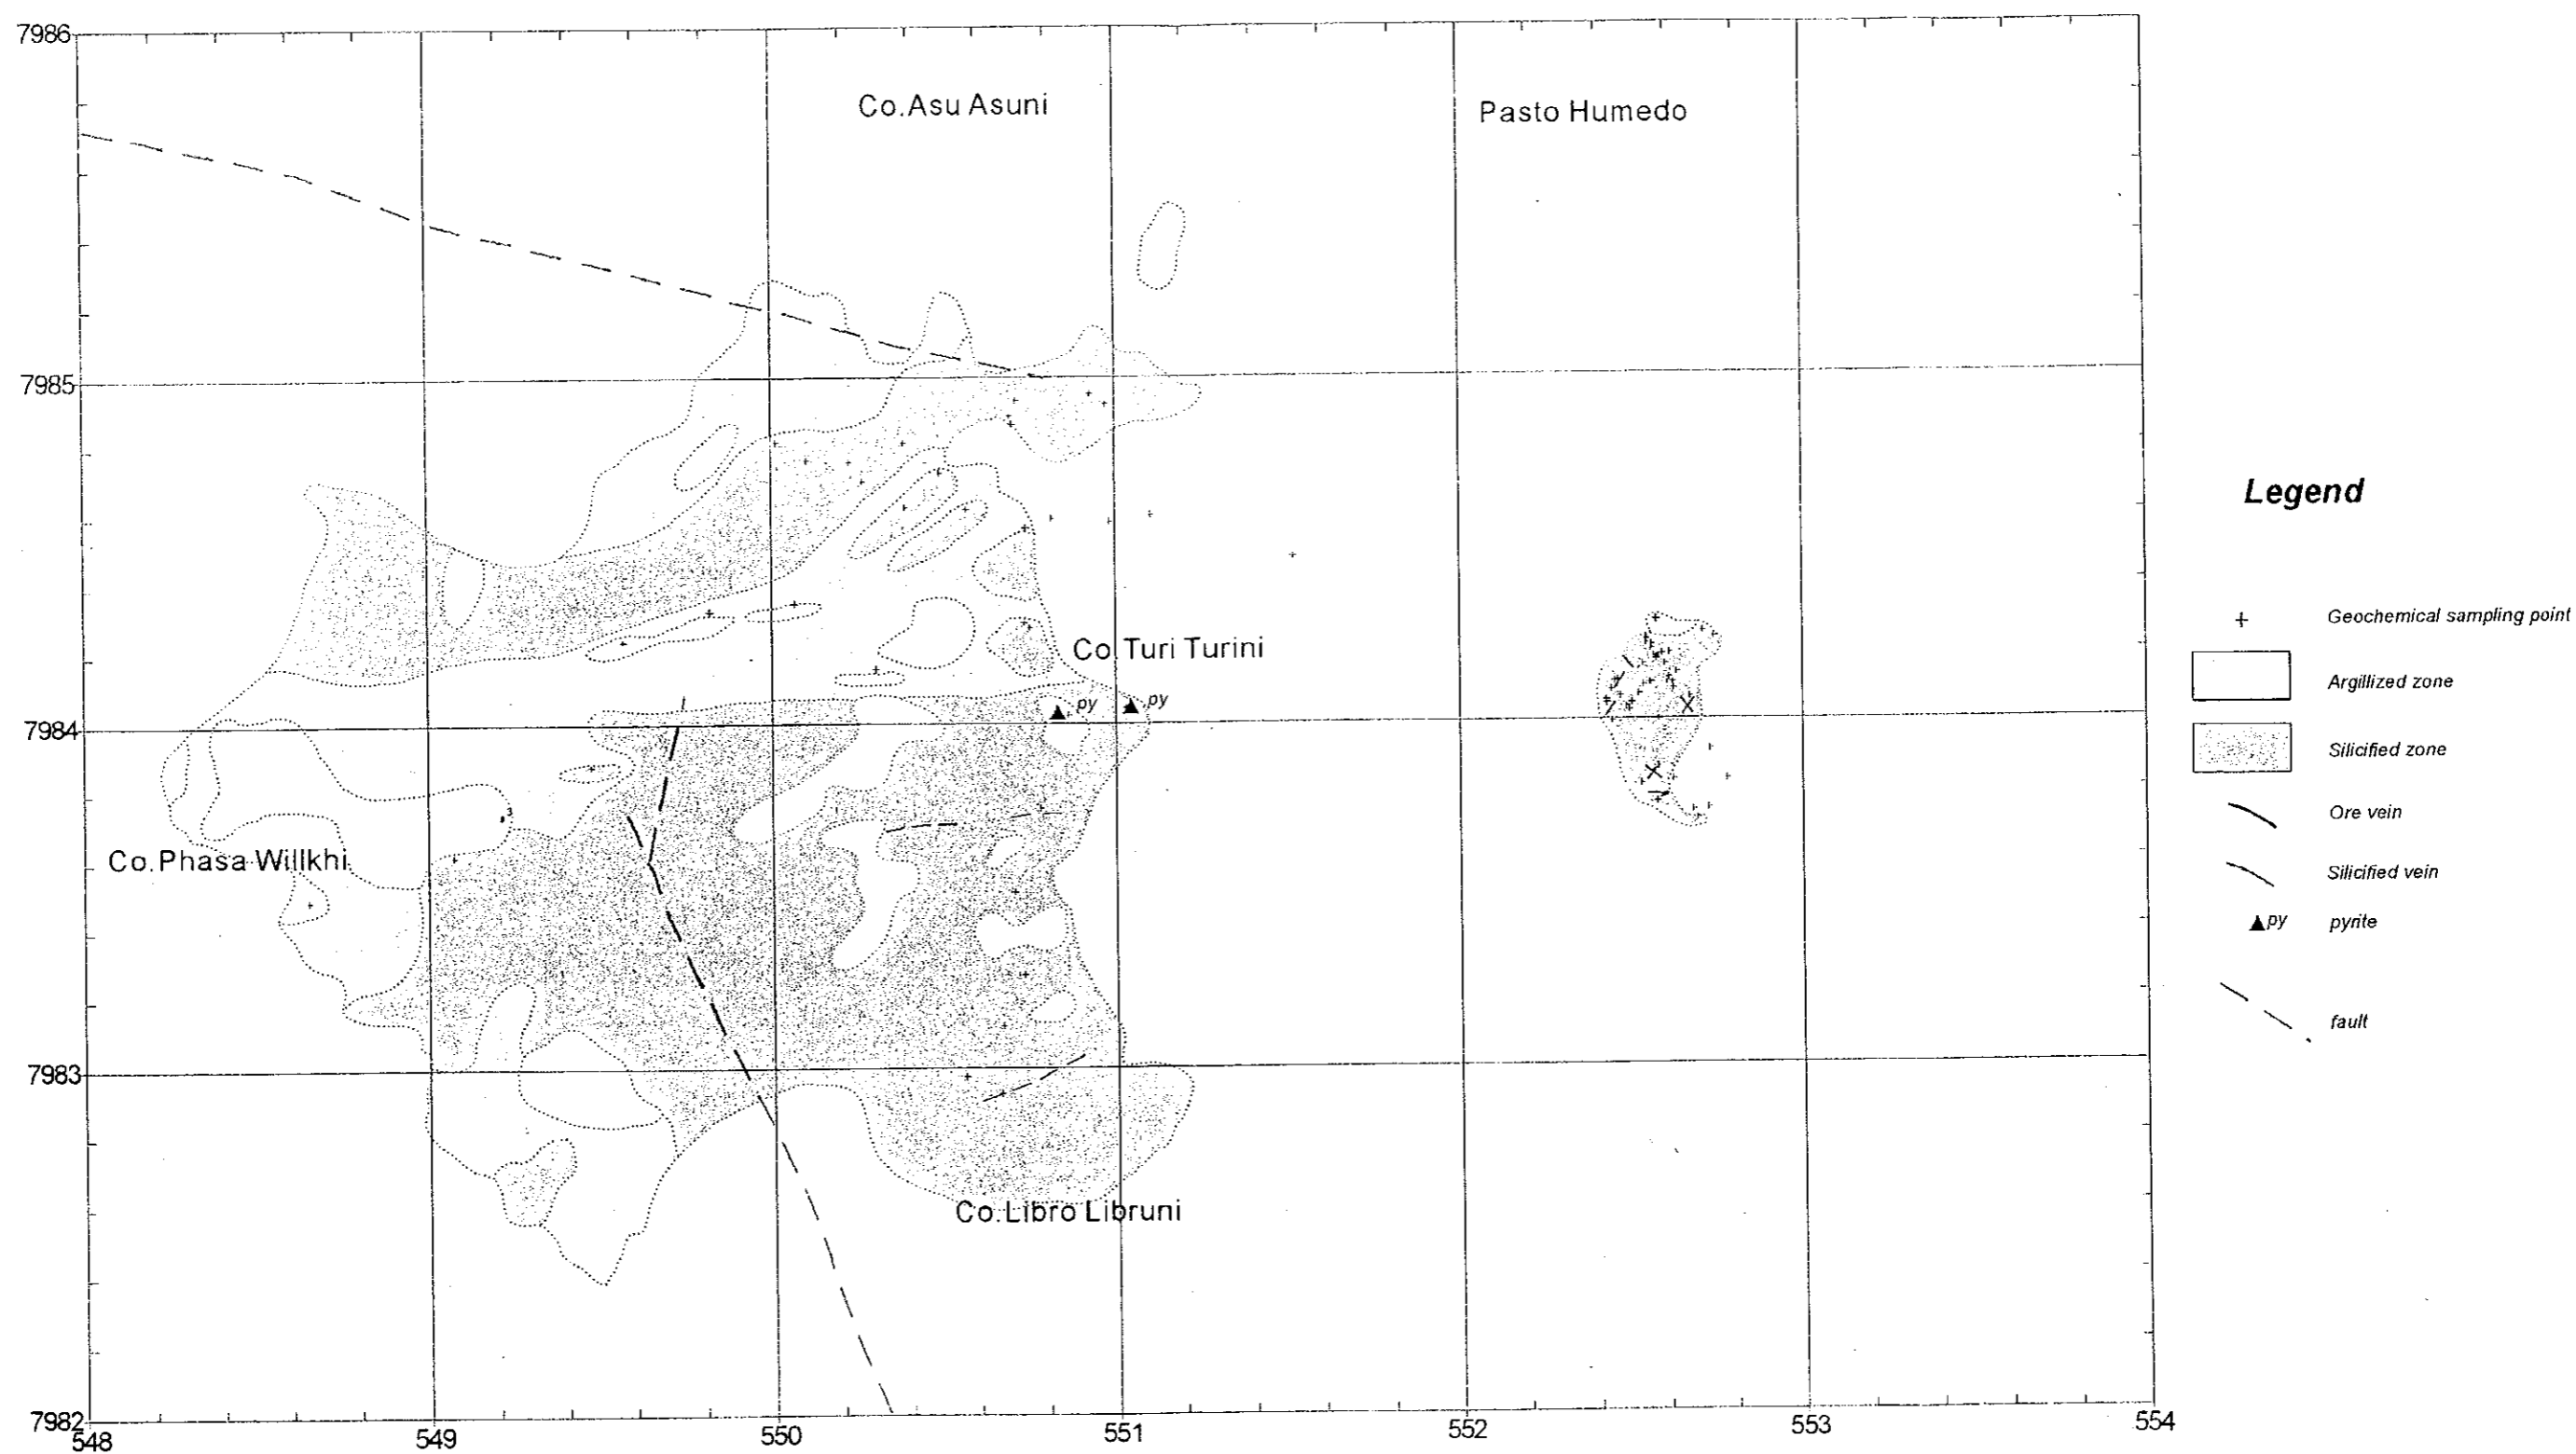 7986
Co.Asu Asuni
Pasto Humedo
7985
Legend
Geochemical sampling point
Co.Turi Turini
Argillized zone
py
py
7984
Silicified zone
Ore vein
3
Co.Phasa Willkhi
Silicified vein
py
pyrite
fault
7983
Co.Libro Libruni
7982
548
549
550
551
552
553
554